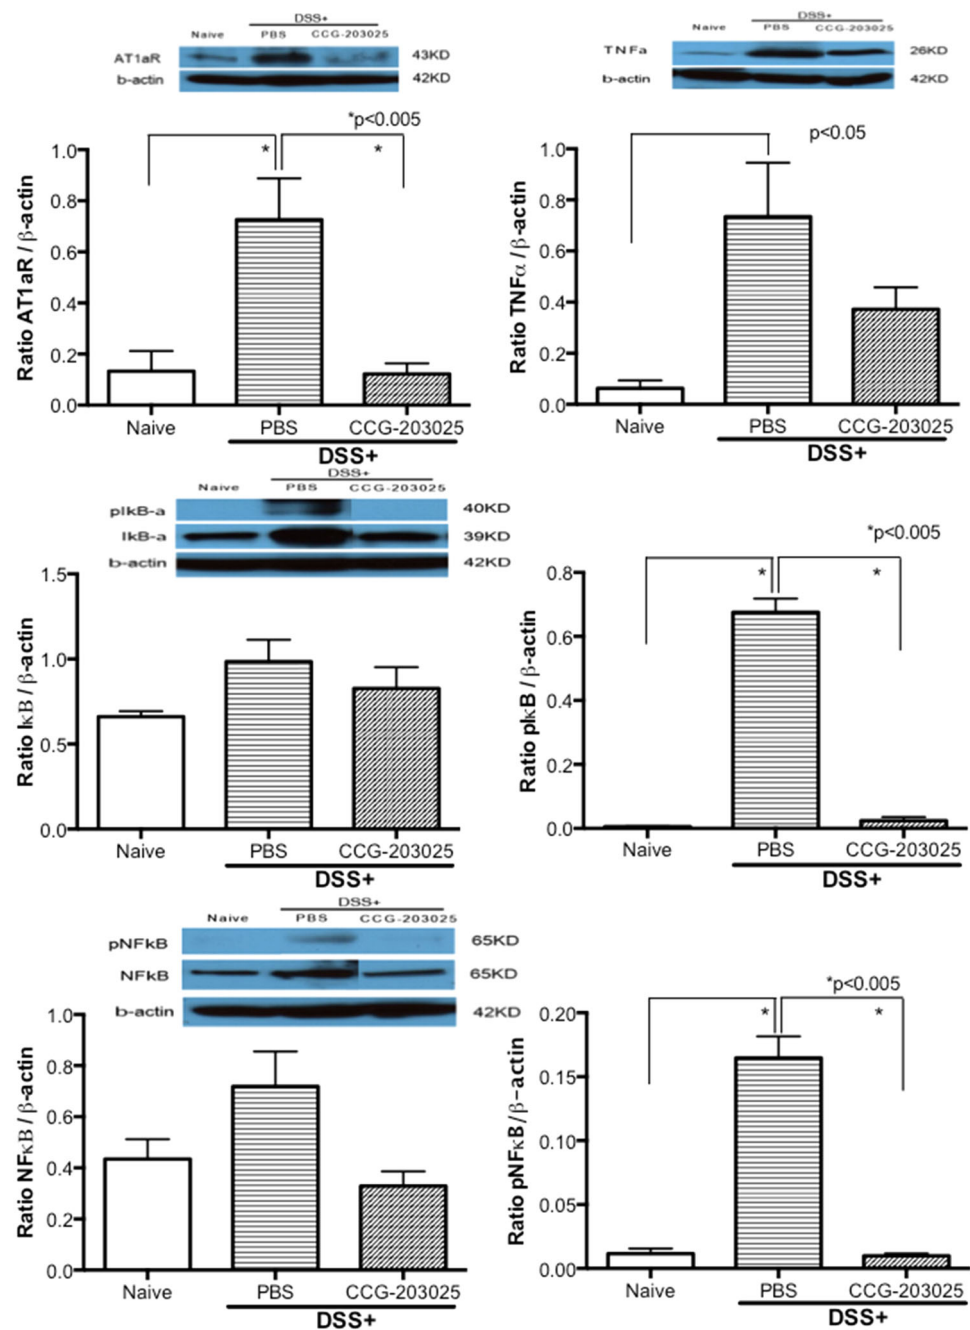 DSS+
Naive PBS CCG-203025
AT1aR 43KD
b-actin 42KD
*p<0.005
* *
Ratio AT1aR / β-actin
1.0
0.8
0.6
0.4
0.2
0.0
Naive PBS CCG-203025
DSS+
DSS+
Naive PBS CCG-203025
TNFa 26KD
b-actin 42KD
p<0.05
Ratio TNFα / β-actin
1.0
0.8
0.6
0.4
0.2
0.0
Naive PBS CCG-203025
DSS+
DSS+
Naive PBS CCG-203025
pIkB-a 40KD
IkB-a 39KD
b-actin 42KD
Ratio IκB / β-actin
1.5
1.0
0.5
0.0
Naive PBS CCG-203025
DSS+
*p<0.005
* *
Ratio pIκB / β-actin
0.8
0.6
0.4
0.2
0.0
Naive PBS CCG-203025
DSS+
DSS+
Naive PBS CCG-203025
pNFkB 65KD
NFkB 65KD
b-actin 42KD
Ratio NFκB / β-actin
1.0
0.8
0.6
0.4
0.2
0.0
Naive PBS CCG-203025
DSS+
*p<0.005
* *
Ratio pNFκB/β-actin
0.20
0.15
0.10
0.05
0.00
Naive PBS CCG-203025
DSS+